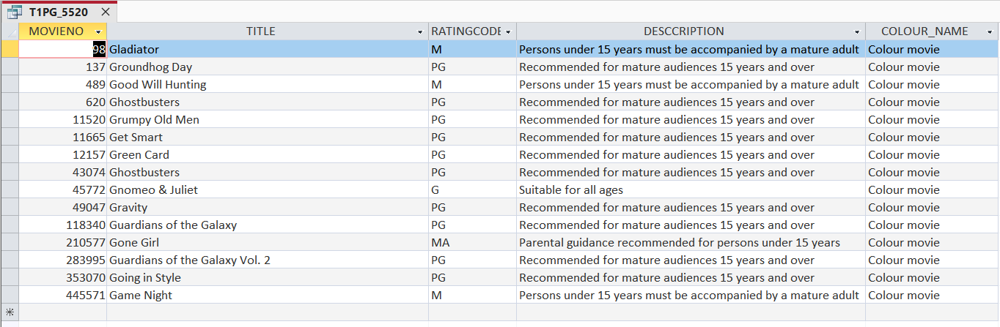 T1PG_5520
MOVIENO TITLE RATINGCODE DESCCRIPTION COLOUR_NAME
98 Gladiator M Persons under 15 years must be accompanied by a mature adult Colour movie
137 Groundhog Day PG Recommended for mature audiences 15 years and over Colour movie
489 Good Will Hunting M Persons under 15 years must be accompanied by a mature adult Colour movie
620 Ghostbusters PG Recommended for mature audiences 15 years and over Colour movie
11520 Grumpy Old Men PG Recommended for mature audiences 15 years and over Colour movie
11665 Get Smart PG Recommended for mature audiences 15 years and over Colour movie
12157 Green Card PG Recommended for mature audiences 15 years and over Colour movie
43074 Ghostbusters PG Recommended for mature audiences 15 years and over Colour movie
45772 Gnomeo & Juliet G Suitable for all ages Colour movie
49047 Gravity PG Recommended for mature audiences 15 years and over Colour movie
118340 Guardians of the Galaxy PG Recommended for mature audiences 15 years and over Colour movie
210577 Gone Girl MA Parental guidance recommended for persons under 15 years Colour movie
283995 Guardians of the Galaxy Vol. 2 PG Recommended for mature audiences 15 years and over Colour movie
353070 Going in Style PG Recommended for mature audiences 15 years and over Colour movie
445571 Game Night M Persons under 15 years must be accompanied by a mature adult Colour movie